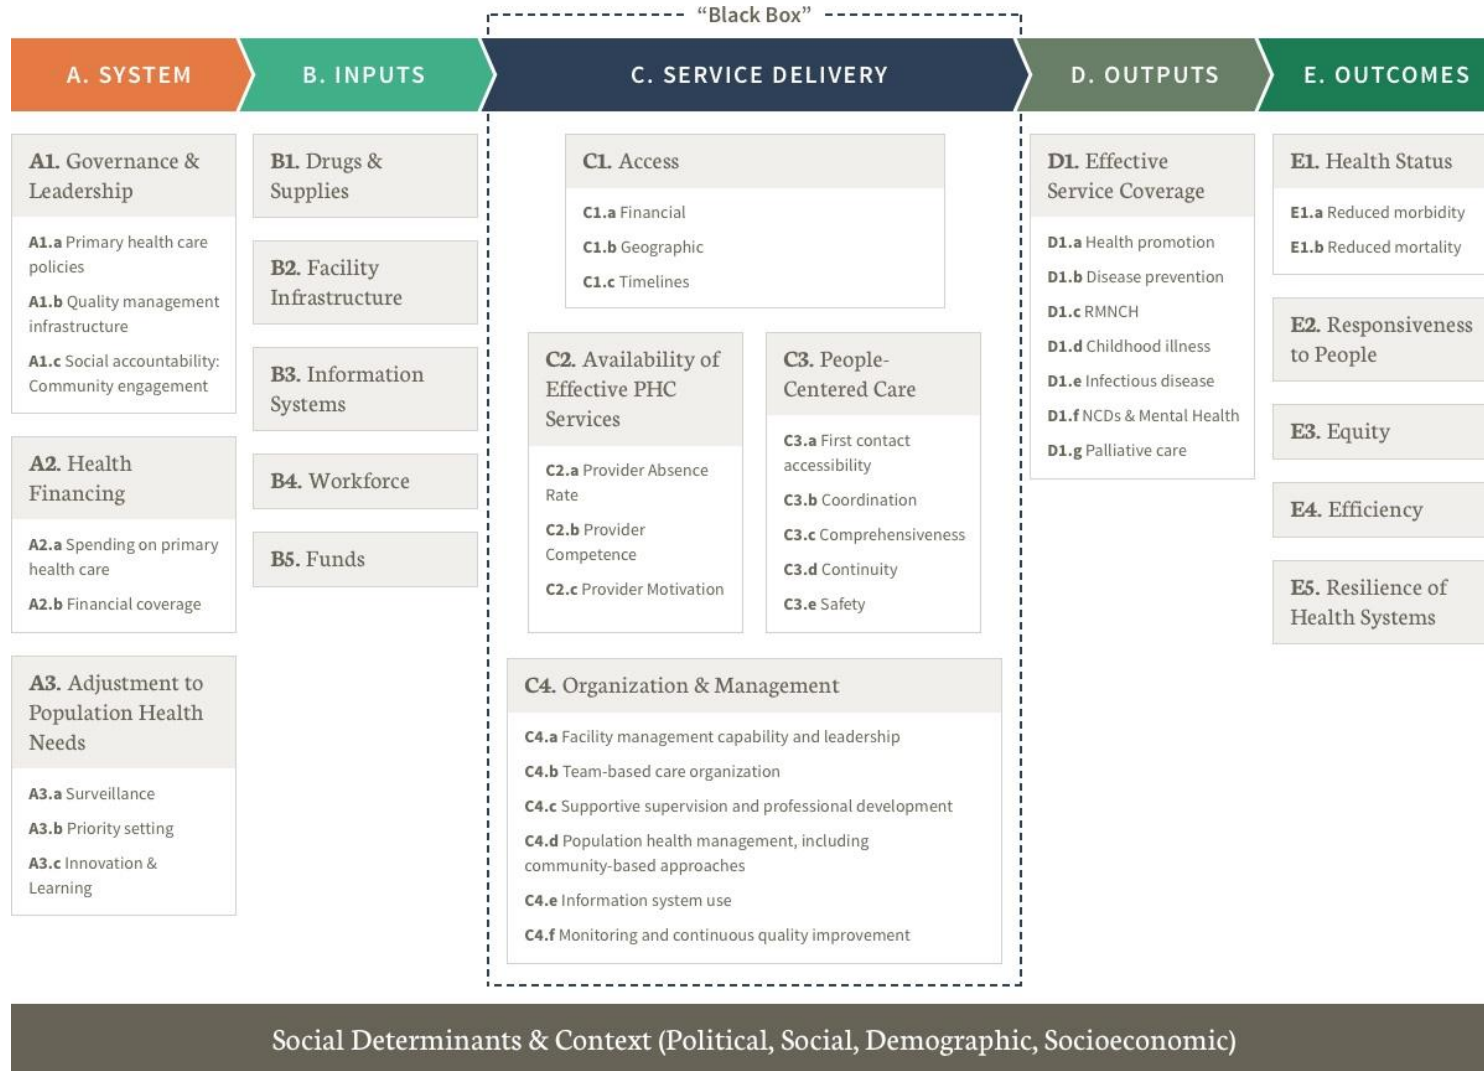 “Black Box”
A. SYSTEM
B. INPUTS
C. SERVICE DELIVERY
D. OUTPUTS
E. OUTCOMES
A1. Governance &
Leadership
A1.a Primary health care
policies
A1.b Quality management
infrastructure
A1.c Social accountability:
Community engagement
A2. Health
Financing
A2.a Spending on primary
health care
A2.b Financial coverage
A3. Adjustment to
Population Health
Needs
A3.a Surveillance
A3.b Priority setting
A3.c Innovation &
Learning
B1. Drugs &
Supplies
B2. Facility
Infrastructure
B3. Information
Systems
B4. Workforce
B5. Funds
C1. Access
C1.a Financial
C1.b Geographic
C1.c Timelines
C2. Availability of
Effective PHC
Services
C2.a Provider Absence
Rate
C2.b Provider
Competence
C2.c Provider Motivation
C3. People-
Centered Care
C3.a First contact
accessibility
C3.b Coordination
C3.c Comprehensiveness
C3.d Continuity
C3.e Safety
C4. Organization & Management
C4.a Facility management capability and leadership
C4.b Team-based care organization
C4.c Supportive supervision and professional development
C4.d Population health management, including
community-based approaches
C4.e Information system use
C4.f Monitoring and continuous quality improvement
D1. Effective
Service Coverage
D1.a Health promotion
D1.b Disease prevention
D1.c RMNCH
D1.d Childhood illness
D1.e Infectious disease
D1.f NCDs & Mental Health
D1.g Palliative care
E1. Health Status
E1.a Reduced morbidity
E1.b Reduced mortality
E2. Responsiveness
to People
E3. Equity
E4. Efficiency
E5. Resilience of
Health Systems
Social Determinants & Context (Political, Social, Demographic, Socioeconomic)